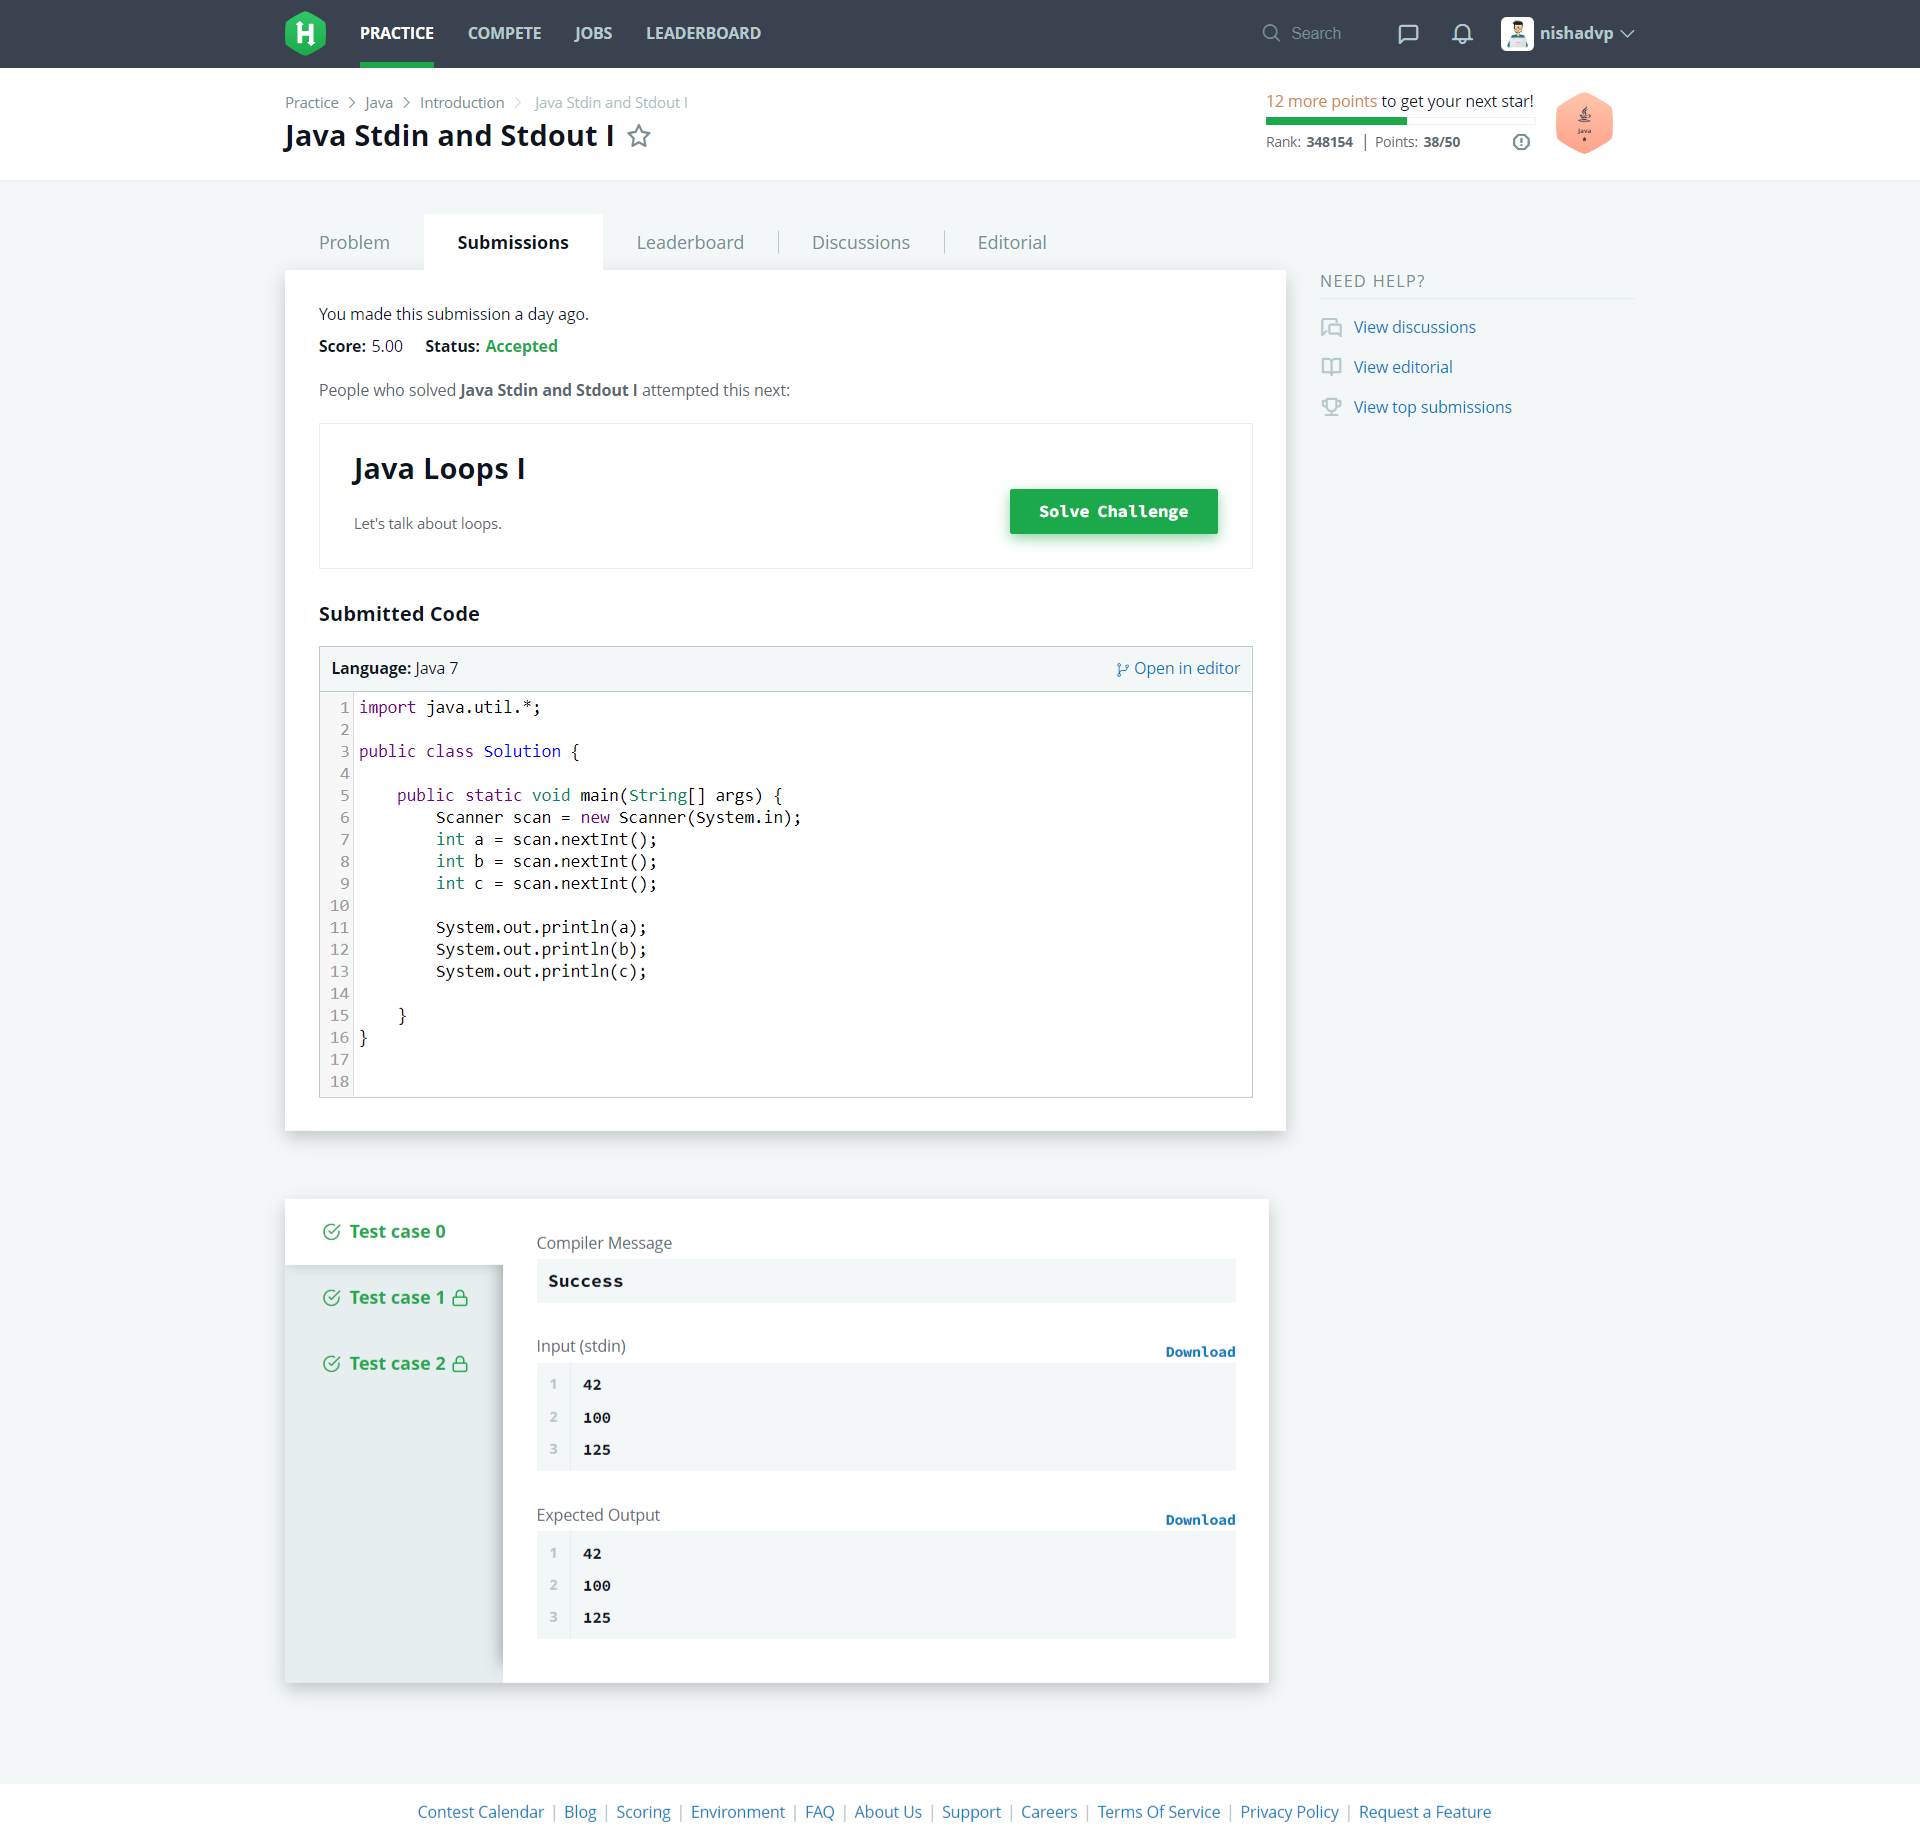 H PRACTICE COMPETE JOBS LEADERBOARD Search nishadvp
Practice > Java > Introduction > Java Stdin and Stdout I
Java Stdin and Stdout I
12 more points to get your next star!
Rank: 348154 | Points: 38/50
Java
Problem Submissions Leaderboard Discussions Editorial
NEED HELP?
View discussions
View editorial
View top submissions
You made this submission a day ago.
Score: 5.00 Status: Accepted
People who solved Java Stdin and Stdout I attempted this next:
Java Loops I
Let's talk about loops.
Solve Challenge
Submitted Code
Language: Java 7 Open in editor
1 import java.util.*;
2
3 public class Solution {
4
5     public static void main(String[] args) {
6         Scanner scan = new Scanner(System.in);
7         int a = scan.nextInt();
8         int b = scan.nextInt();
9         int c = scan.nextInt();
10
11         System.out.println(a);
12         System.out.println(b);
13         System.out.println(c);
14
15     }
16 }
17
18
Test case 0
Test case 1
Test case 2
Compiler Message
Success
Input (stdin) Download
1 42
2 100
3 125
Expected Output Download
1 42
2 100
3 125
Contest Calendar | Blog | Scoring | Environment | FAQ | About Us | Support | Careers | Terms Of Service | Privacy Policy | Request a Feature